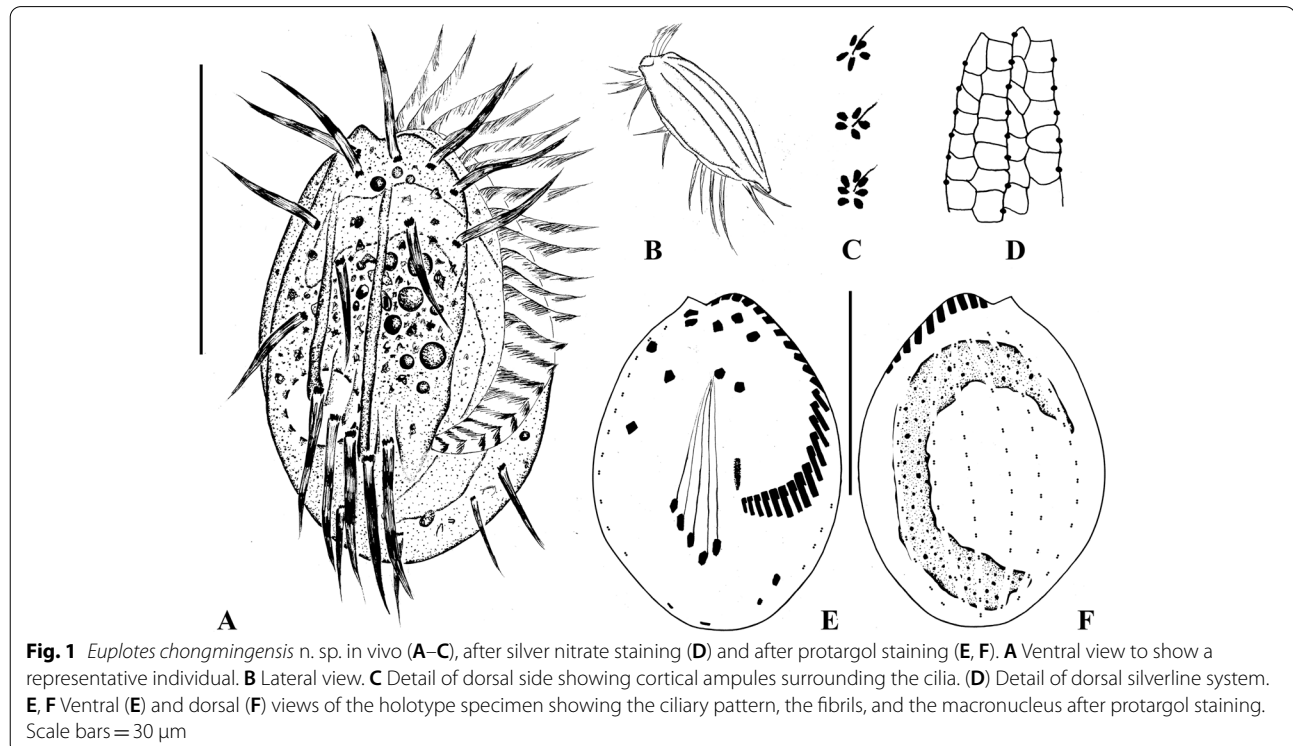 B
C
D
A
E
F
Fig. 1 Euplotes chongmingensis n. sp. in vivo (A–C), after silver nitrate staining (D) and after protargol staining (E, F). A Ventral view to show a
representative individual. B Lateral view. C Detail of dorsal side showing cortical ampules surrounding the cilia. (D) Detail of dorsal silverline system.
E, F Ventral (E) and dorsal (F) views of the holotype specimen showing the ciliary pattern, the fibrils, and the macronucleus after protargol staining.
Scale bars = 30 μm